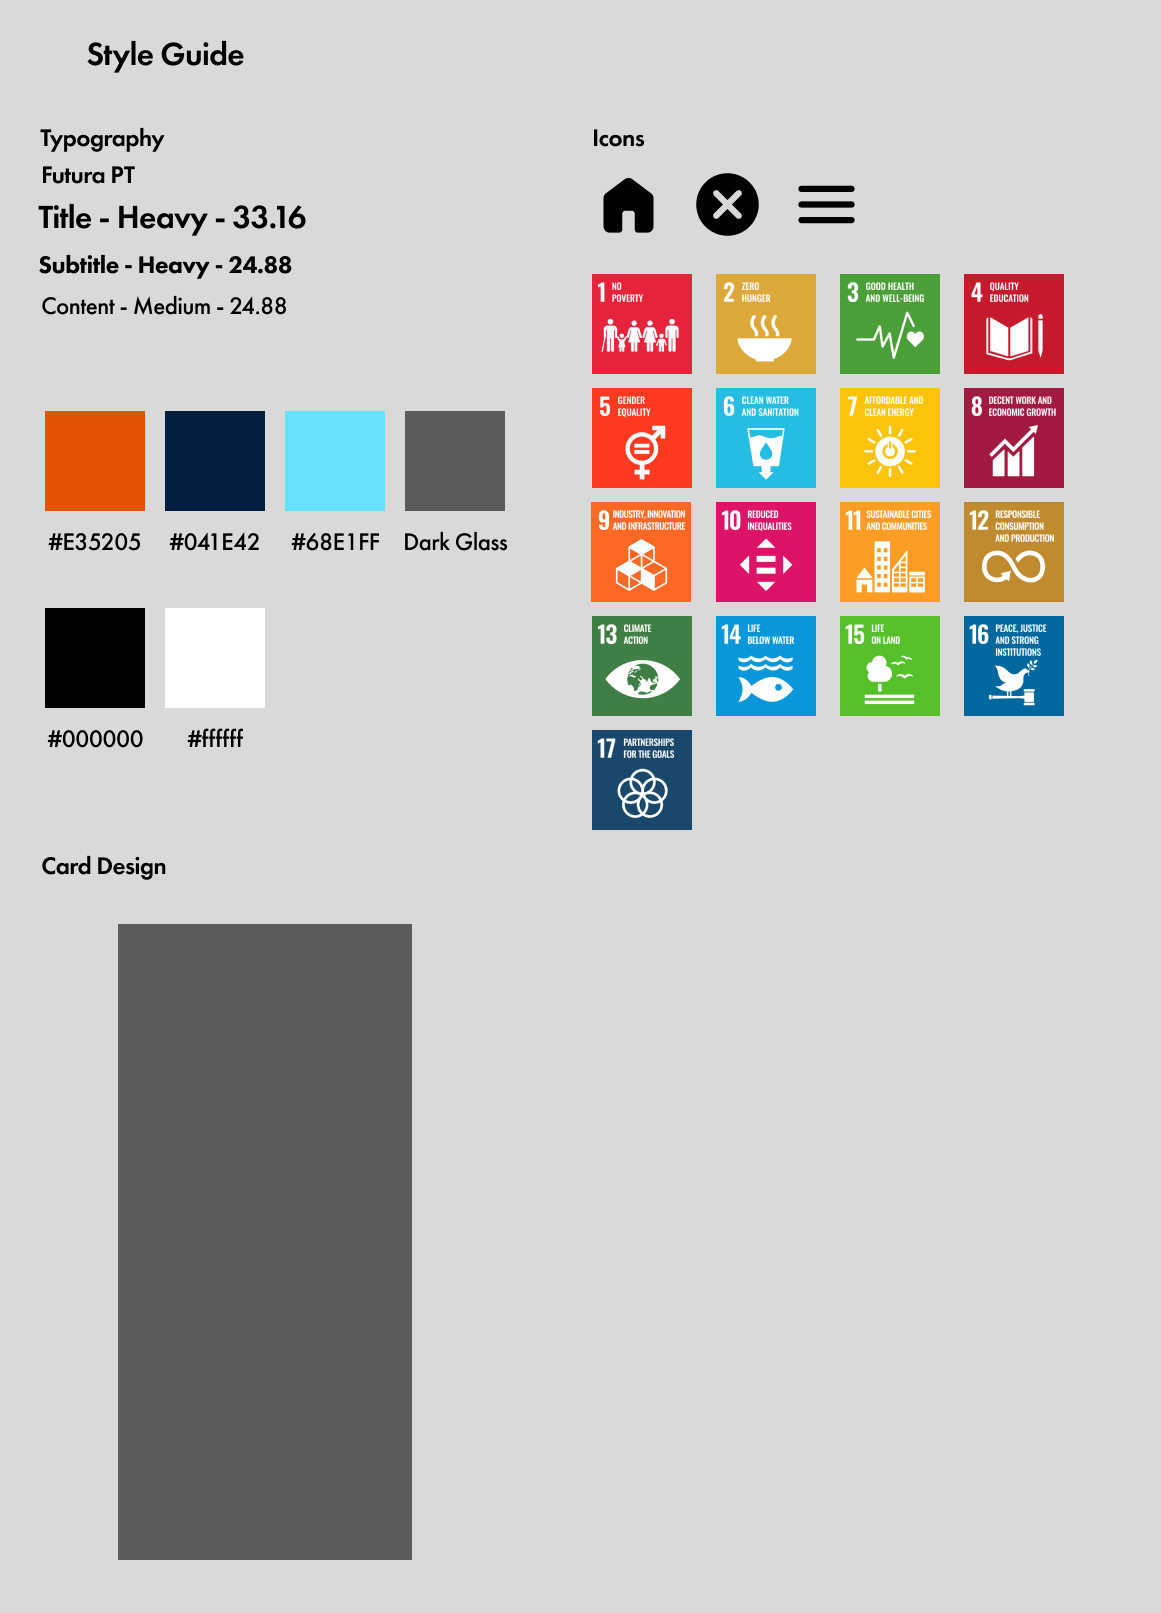 Style Guide
Typography
Futura PT
Title - Heavy - 33.16
Subtitle - Heavy - 24.88
Content - Medium - 24.88
#E35205
#041E42
#68E1FF
Dark Glass
#000000
#ffffff
Icons
1 NO
POVERTY
2 ZERO
HUNGER
3 GOOD HEALTH
AND WELL-BEING
4 QUALITY
EDUCATION
5 GENDER
EQUALITY
6 CLEAN WATER
AND SANITATION
7 AFFORDABLE AND
CLEAN ENERGY
8 DECENT WORK AND
ECONOMIC GROWTH
9 INDUSTRY, INNOVATION
AND INFRASTRUCTURE
10 REDUCED
INEQUALITIES
11 SUSTAINABLE CITIES
AND COMMUNITIES
12 RESPONSIBLE
CONSUMPTION
AND PRODUCTION
13 CLIMATE
ACTION
14 LIFE
BELOW WATER
15 LIFE
ON LAND
16 PEACE, JUSTICE
AND STRONG
INSTITUTIONS
17 PARTNERSHIPS
FOR THE GOALS
Card Design